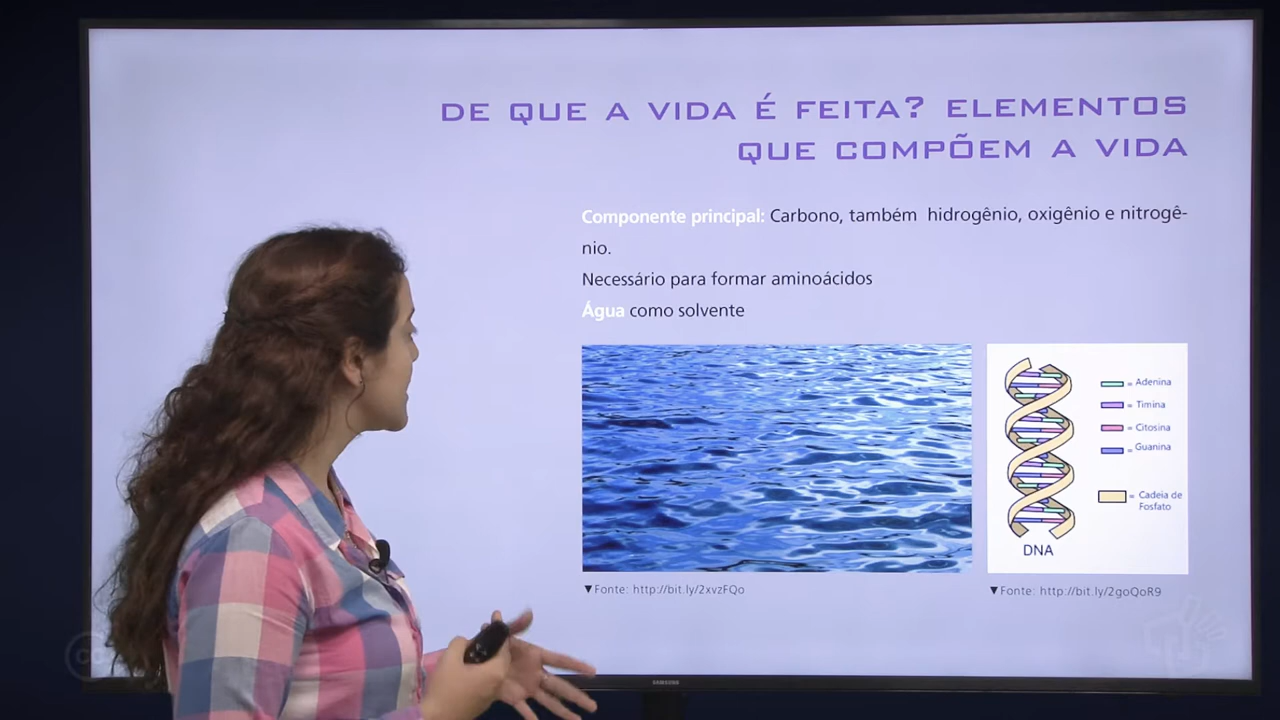 DE QUE A VIDA É FEITA? ELEMENTOS
QUE COMPÕEM A VIDA
Componente principal: Carbono, também hidrogênio, oxigênio e nitrogê-
nio.
Necessário para formar aminoácidos
Água como solvente
= Adenina
= Timina
= Citosina
= Guanina
= Cadeia de
Fosfato
DNA
▼Fonte: http://bit.ly/2xvzFQo
▼Fonte: http://bit.ly/2goQoR9
SAMSUNG